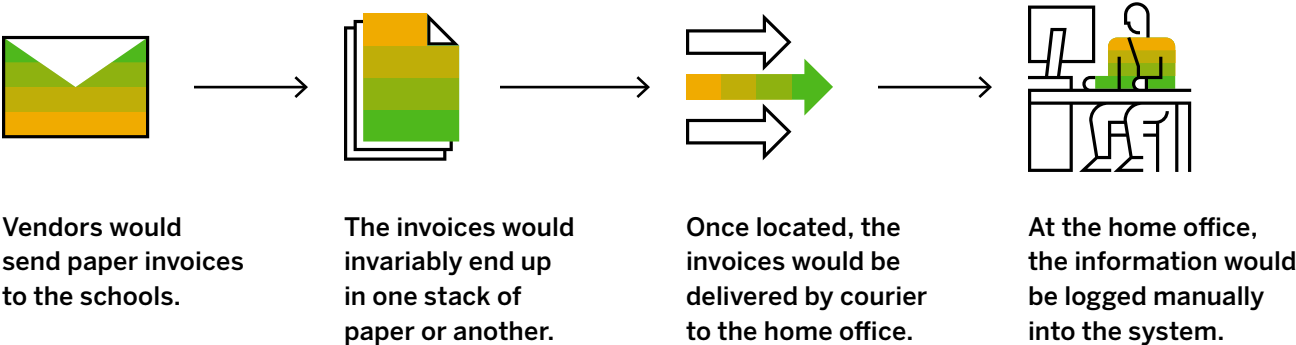 Vendors would
send paper invoices
to the schools.
The invoices would
invariably end up
in one stack of
paper or another.
Once located, the
invoices would be
delivered by courier
to the home office.
At the home office,
the information would
be logged manually
into the system.